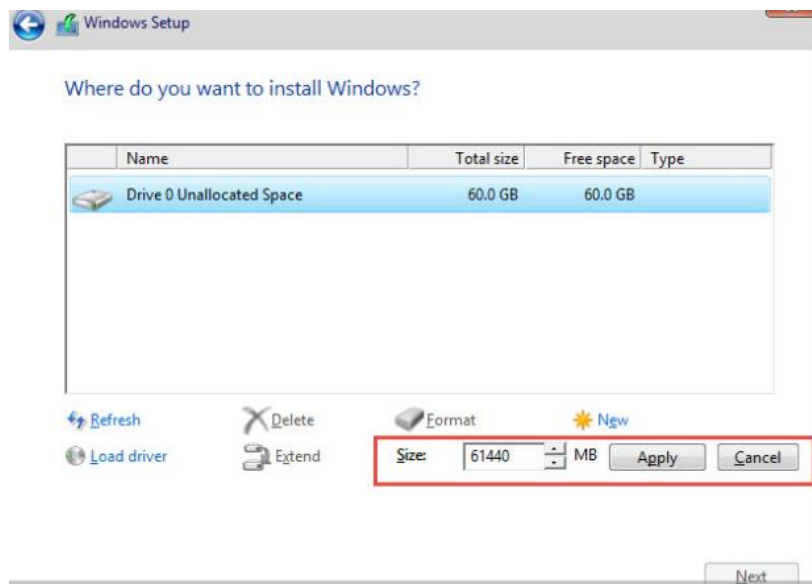 Windows Setup
Where do you want to install Windows?
Name Total size Free space Type
Drive 0 Unallocated Space 60.0 GB 60.0 GB
Refresh Delete Format New
Load driver Extend Size: 61440 MB Apply Cancel
Next